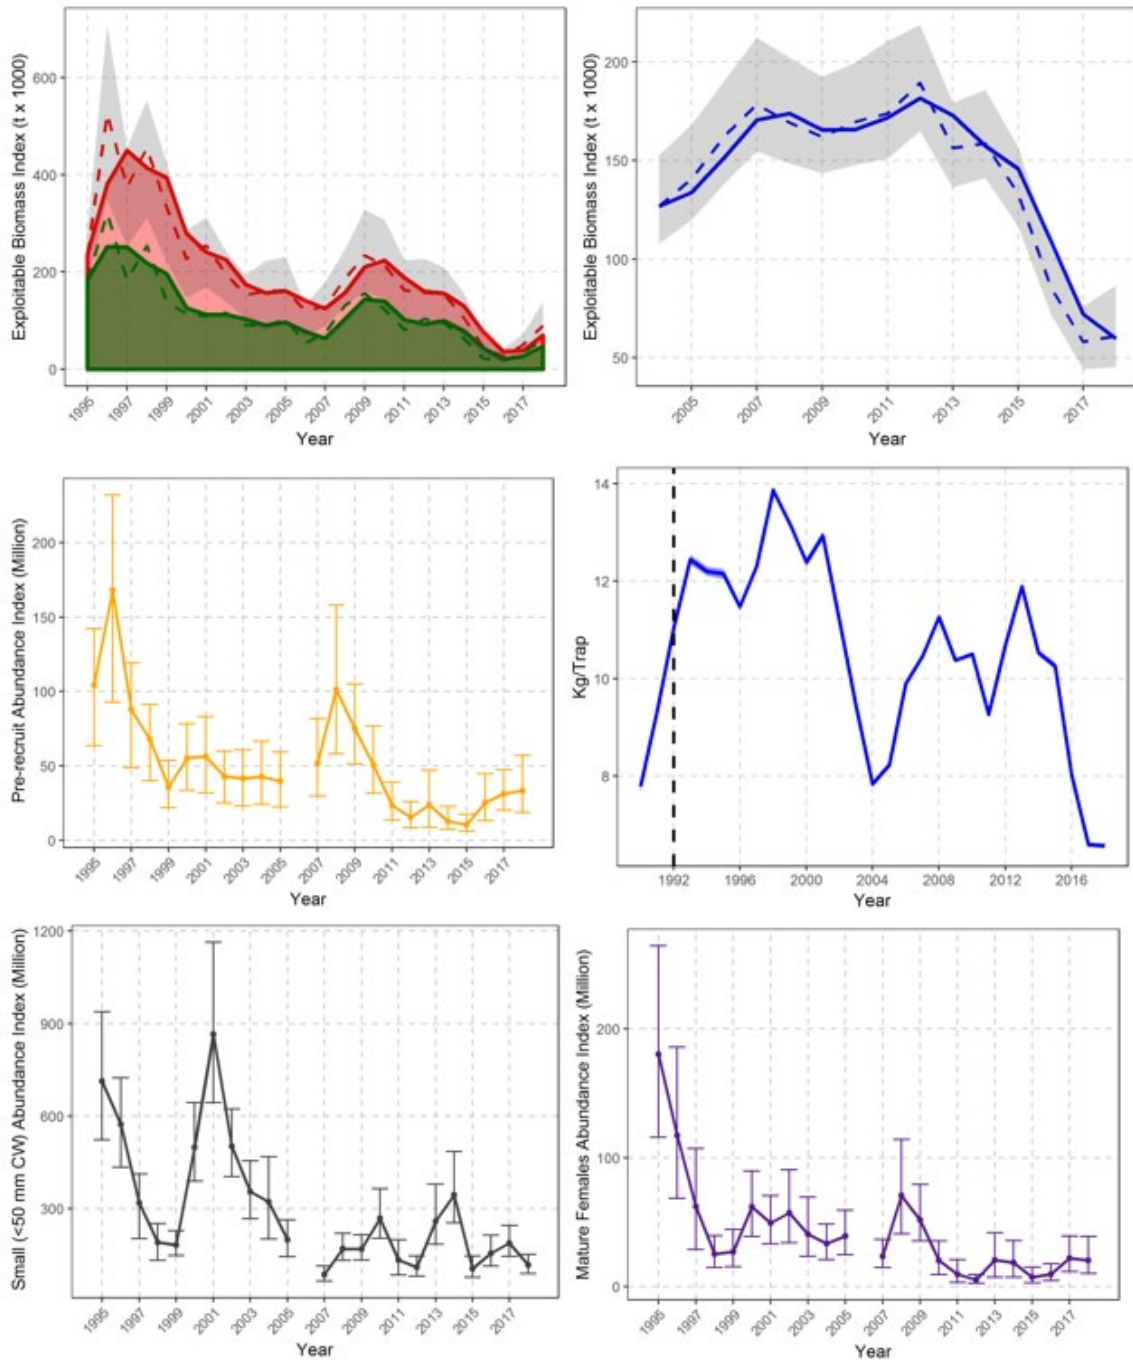 Exploitable Biomass Index (t x 1000)
600
400
200
0
1995 1997 1999 2001 2003 2005 2007 2009 2011 2013 2015 2017
Year
Exploitable Biomass Index (t x 1000)
200
150
100
50
2005 2007 2009 2011 2013 2015 2017
Year
Pre-recruit Abundance Index (Million)
200
150
100
50
0
1995 1997 1999 2001 2003 2005 2007 2009 2011 2013 2015 2017
Year
Kg/Trap
14
12
10
8
1992 1996 2000 2004 2008 2012 2016
Year
Small (<50 mm CW) Abundance Index (Million)
1200
900
600
300
1995 1997 1999 2001 2003 2005 2007 2009 2011 2013 2015 2017
Year
Mature Females Abundance Index (Million)
200
100
0
1995 1997 1999 2001 2003 2005 2007 2009 2011 2013 2015 2017
Year